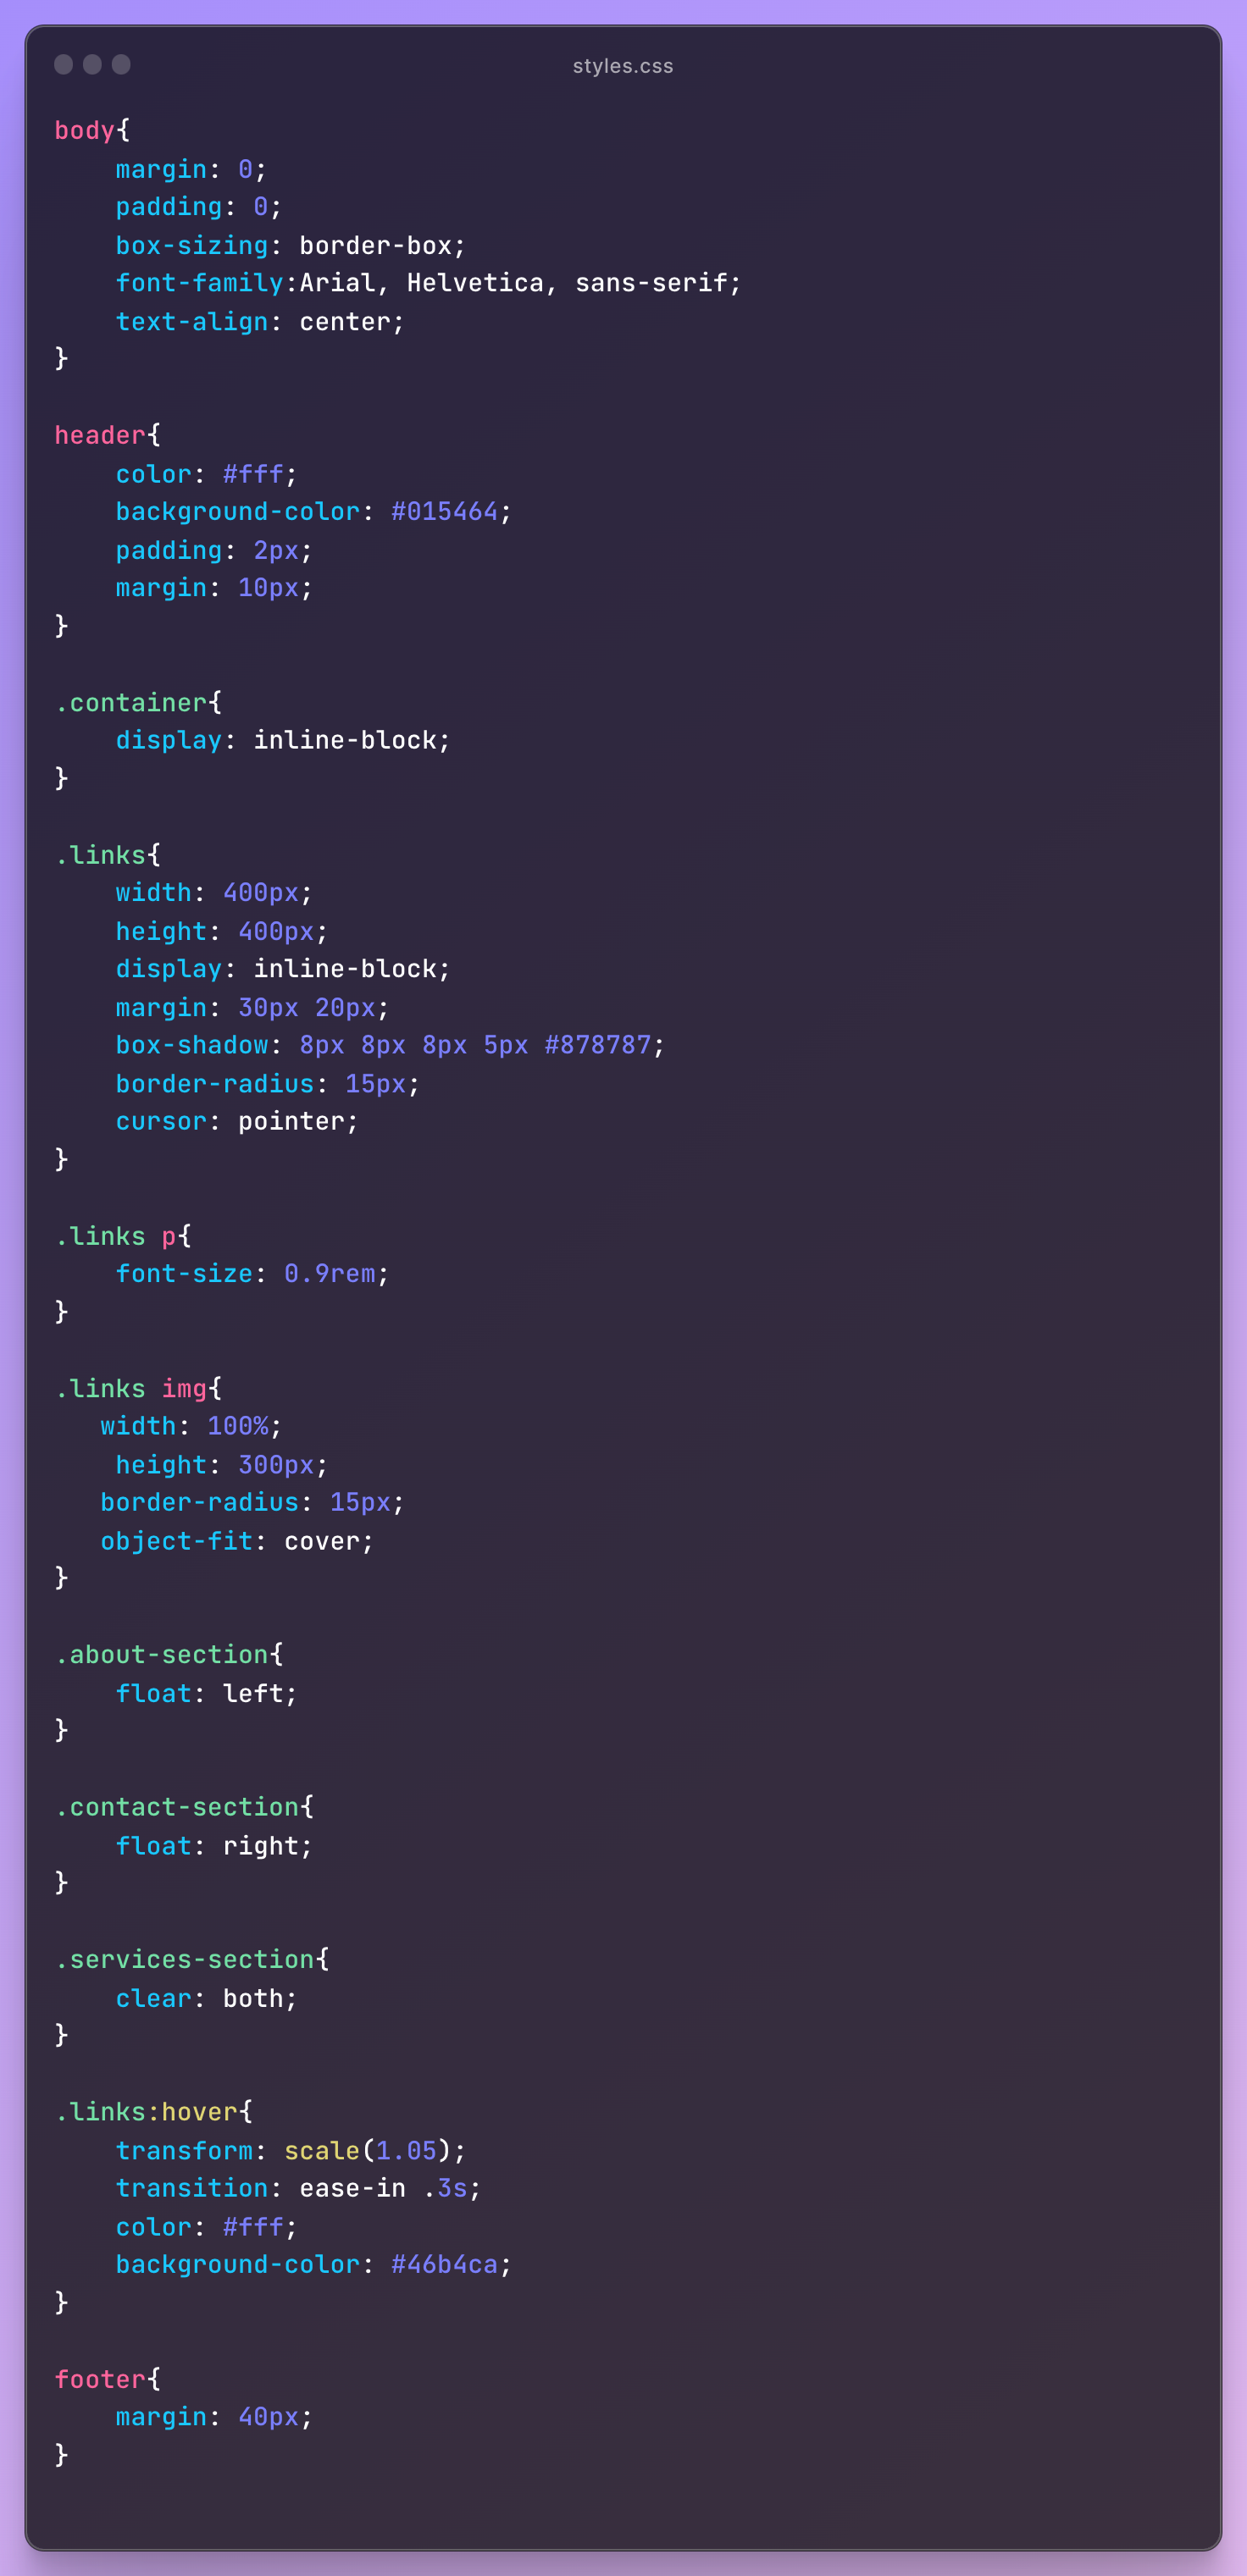 styles.css
body{
    margin: 0;
    padding: 0;
    box-sizing: border-box;
    font-family:Arial, Helvetica, sans-serif;
    text-align: center;
}

header{
    color: #fff;
    background-color: #015464;
    padding: 2px;
    margin: 10px;
}

.container{
    display: inline-block;
}

.links{
    width: 400px;
    height: 400px;
    display: inline-block;
    margin: 30px 20px;
    box-shadow: 8px 8px 8px 5px #878787;
    border-radius: 15px;
    cursor: pointer;
}

.links p{
    font-size: 0.9rem;
}

.links img{
   width: 100%;
    height: 300px;
   border-radius: 15px;
   object-fit: cover;
}

.about-section{
    float: left;
}

.contact-section{
    float: right;
}

.services-section{
    clear: both;
}

.links:hover{
    transform: scale(1.05);
    transition: ease-in .3s;
    color: #fff;
    background-color: #46b4ca;
}

footer{
    margin: 40px;
}